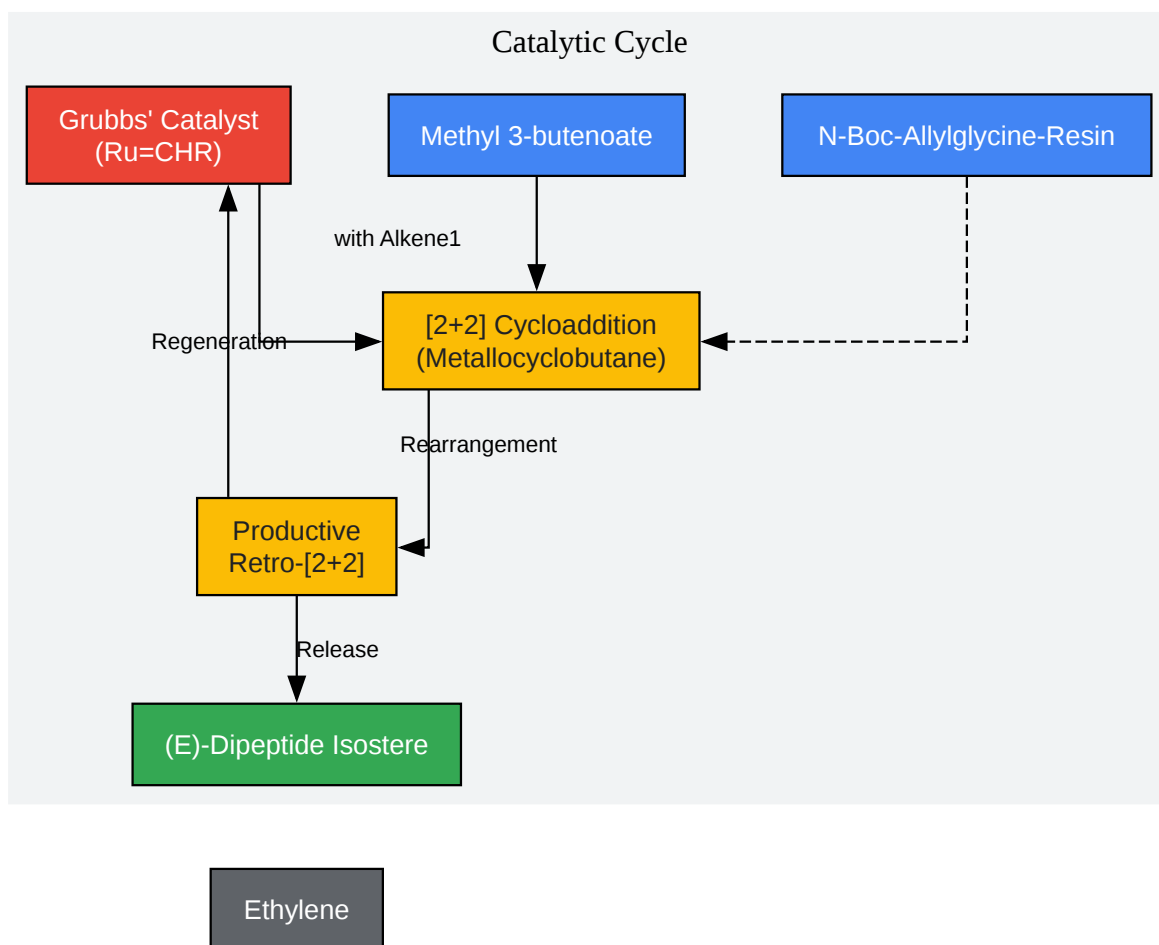 Catalytic Cycle
Grubbs' Catalyst
(Ru=CHR)
Methyl 3-butenoate
N-Boc-Allylglycine-Resin
with Alkene1
[2+2] Cycloaddition
(Metallocyclobutane)
Regeneration
Rearrangement
Productive
Retro-[2+2]
Release
(E)-Dipeptide Isostere
Ethylene